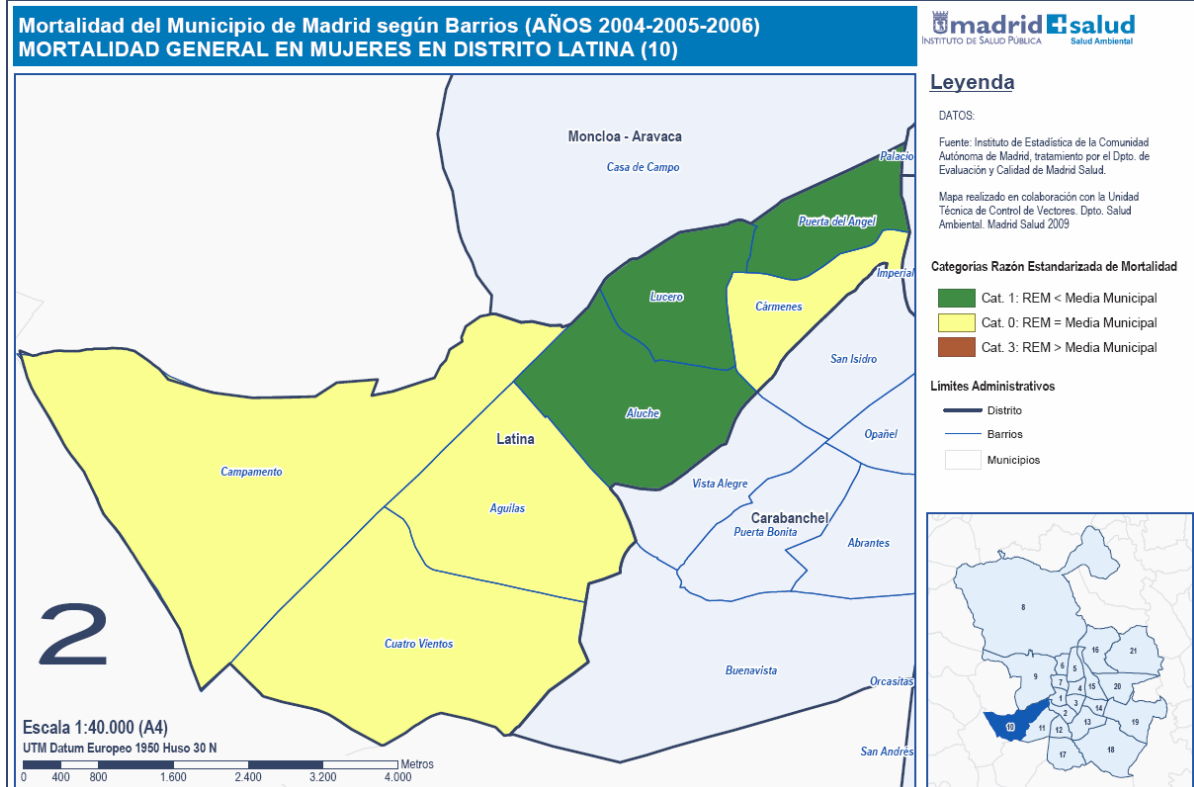 Mortalidad del Municipio de Madrid según Barrios (AÑOS 2004-2005-2006)
MORTALIDAD GENERAL EN MUJERES EN DISTRITO LATINA (10)
madrid salud
INSTITUTO DE SALUD PÚBLICA
Salud Ambiental
Leyenda
DATOS:
Fuente: Instituto de Estadística de la Comunidad
Autónoma de Madrid, tratamiento por el Dpto. de
Evaluación y Calidad de Madrid Salud.
Mapa realizado en colaboración con la Unidad
Técnica de Control de Vectores. Dpto. Salud
Ambiental. Madrid Salud 2009
Categorías Razón Estandarizada de Mortalidad
Cat. 1: REM < Media Municipal
Cat. 0: REM = Media Municipal
Cat. 3: REM > Media Municipal
Límites Administrativos
Distrito
Barrios
Municipios
Moncloa - Aravaca
Casa de Campo
Palacio
Puerta del Angel
Imperial
Lucero
Cármenes
San Isidro
Aluche
Opañel
Latina
Campamento
Vista Alegre
Aguilas
Carabanchel
Puerta Bonita
Abrantes
Cuatro Vientos
Buenavista
Orcasitas
San Andrés
2
Escala 1:40.000 (A4)
UTM Datum Europeo 1950 Huso 30 N
Metros
0 400 800 1.600 2.400 3.200 4.000
8
16
21
6
5
9
7
4
15
20
1
3
14
2
10
11
12
13
19
17
18